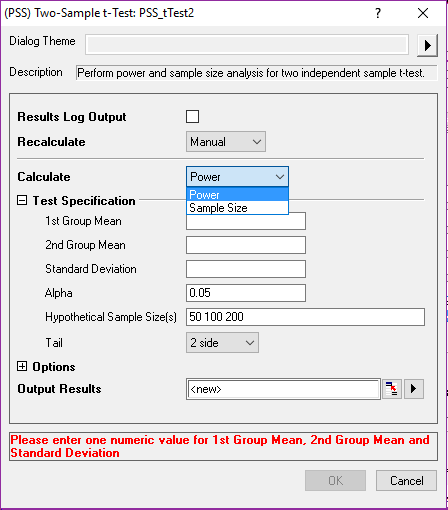 (PSS) Two-Sample t-Test: PSS_tTest2 ?
Dialog Theme
Description Perform power and sample size analysis for two independent sample t-test.
Results Log Output
Recalculate Manual
Calculate Power
Power
Sample Size
Test Specification
1st Group Mean
2nd Group Mean
Standard Deviation
Alpha 0.05
Hypothetical Sample Size(s) 50 100 200
Tail 2 side
Options
Output Results <new>
Please enter one numeric value for 1st Group Mean, 2nd Group Mean and
Standard Deviation
OK Cancel